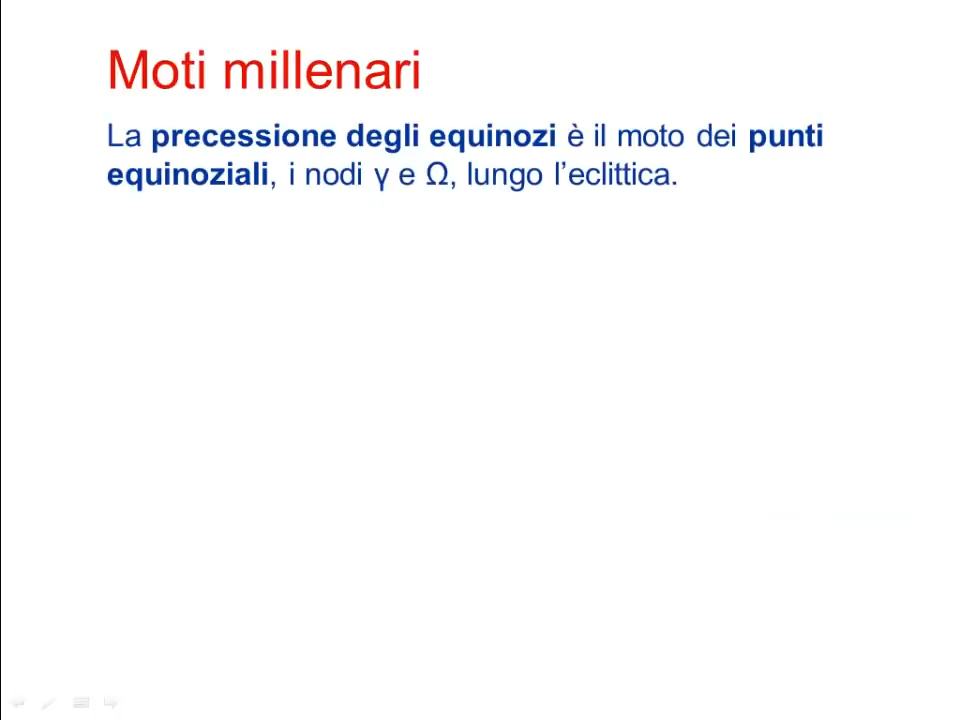 Moti millenari
La precessione degli equinozi è il moto dei punti
equinoziali, i nodi γ e Ω, lungo l’eclittica.